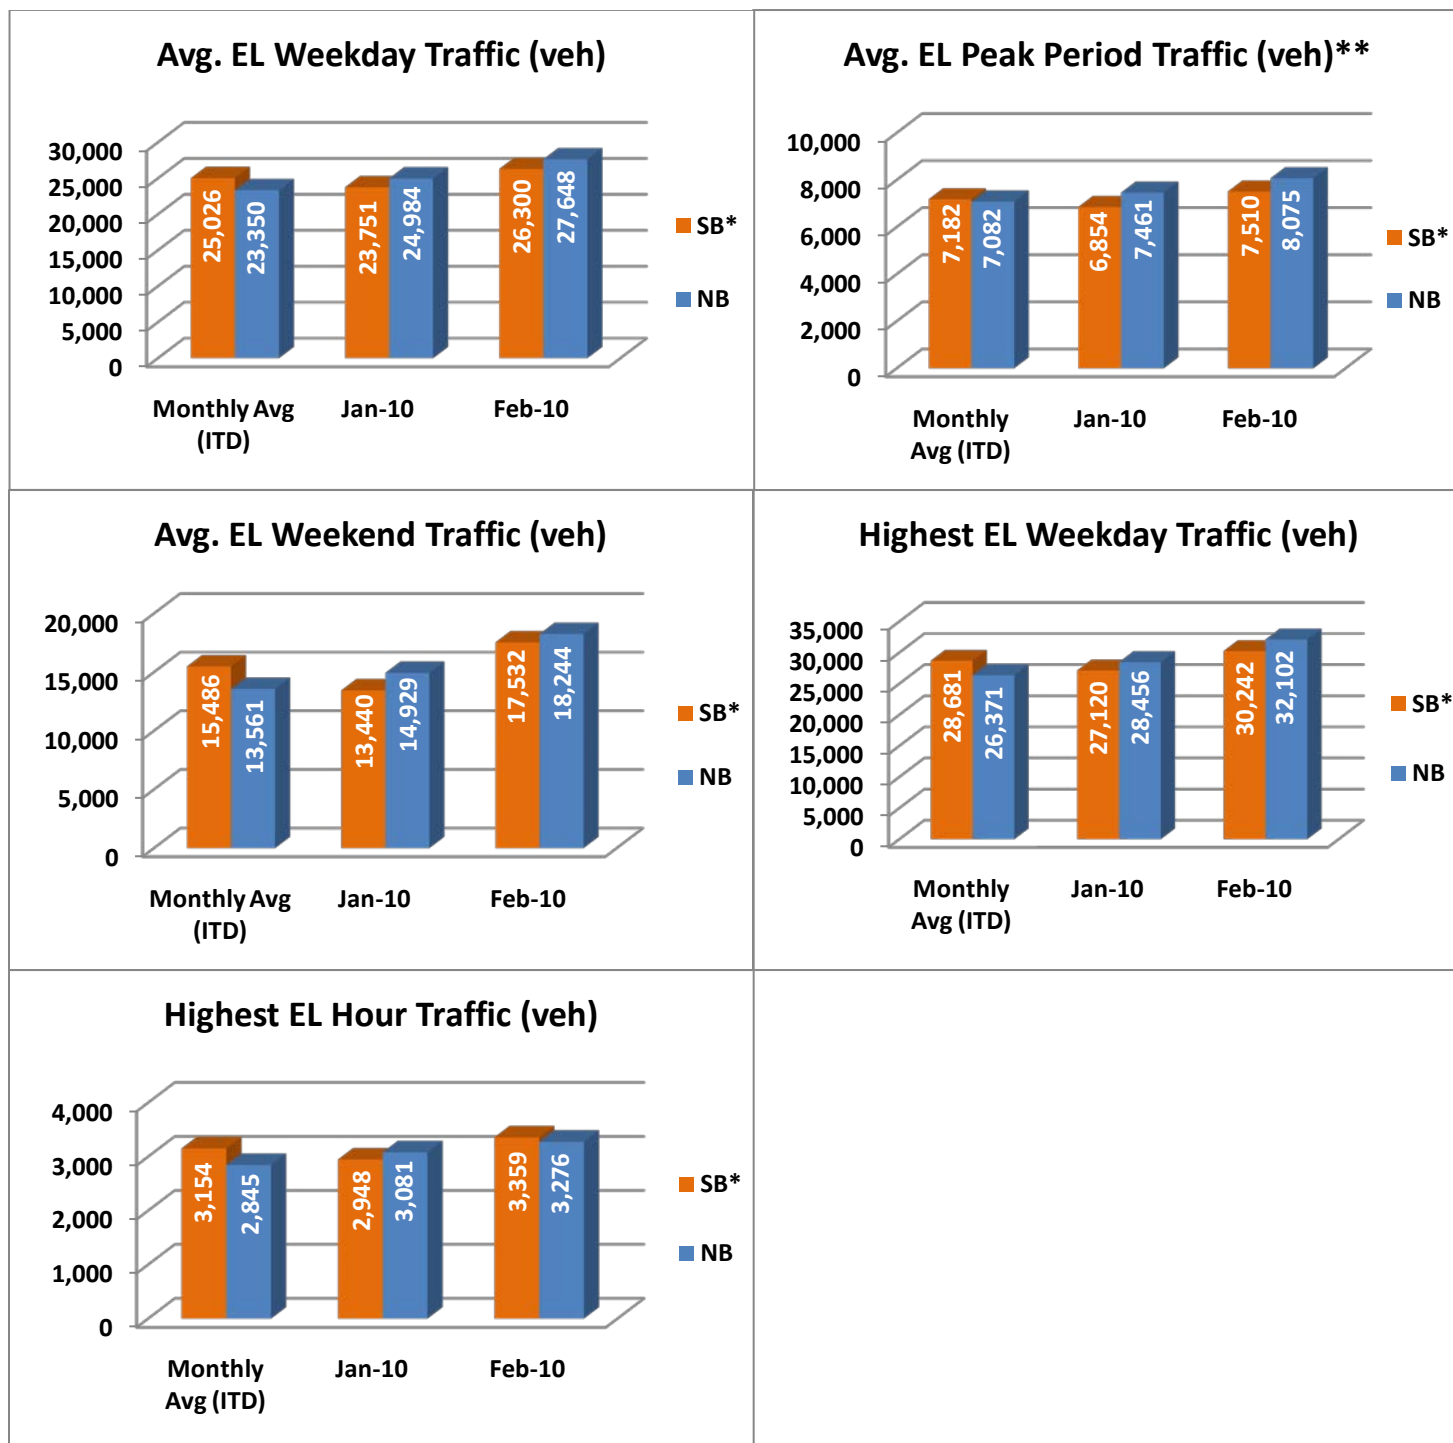 Avg. EL Weekday Traffic (veh)
30,000
25,000
20,000
15,000
10,000
5,000
0
25,026
23,350
23,751
24,984
26,300
27,648
Monthly Avg
(ITD)
Jan-10
Feb-10
SB*
NB
Avg. EL Peak Period Traffic (veh)**
10,000
8,000
6,000
4,000
2,000
0
7,182
7,082
6,854
7,461
7,510
8,075
Monthly
Avg (ITD)
Jan-10
Feb-10
SB*
NB
Avg. EL Weekend Traffic (veh)
20,000
15,000
10,000
5,000
0
15,486
13,561
13,440
14,929
17,532
18,244
Monthly Avg
(ITD)
Jan-10
Feb-10
SB*
NB
Highest EL Weekday Traffic (veh)
35,000
30,000
25,000
20,000
15,000
10,000
5,000
0
28,681
26,371
27,120
28,456
30,242
32,102
Monthly
Avg (ITD)
Jan-10
Feb-10
SB*
NB
Highest EL Hour Traffic (veh)
4,000
3,000
2,000
1,000
0
3,154
2,845
2,948
3,081
3,359
3,276
Monthly
Avg (ITD)
Jan-10
Feb-10
SB*
NB